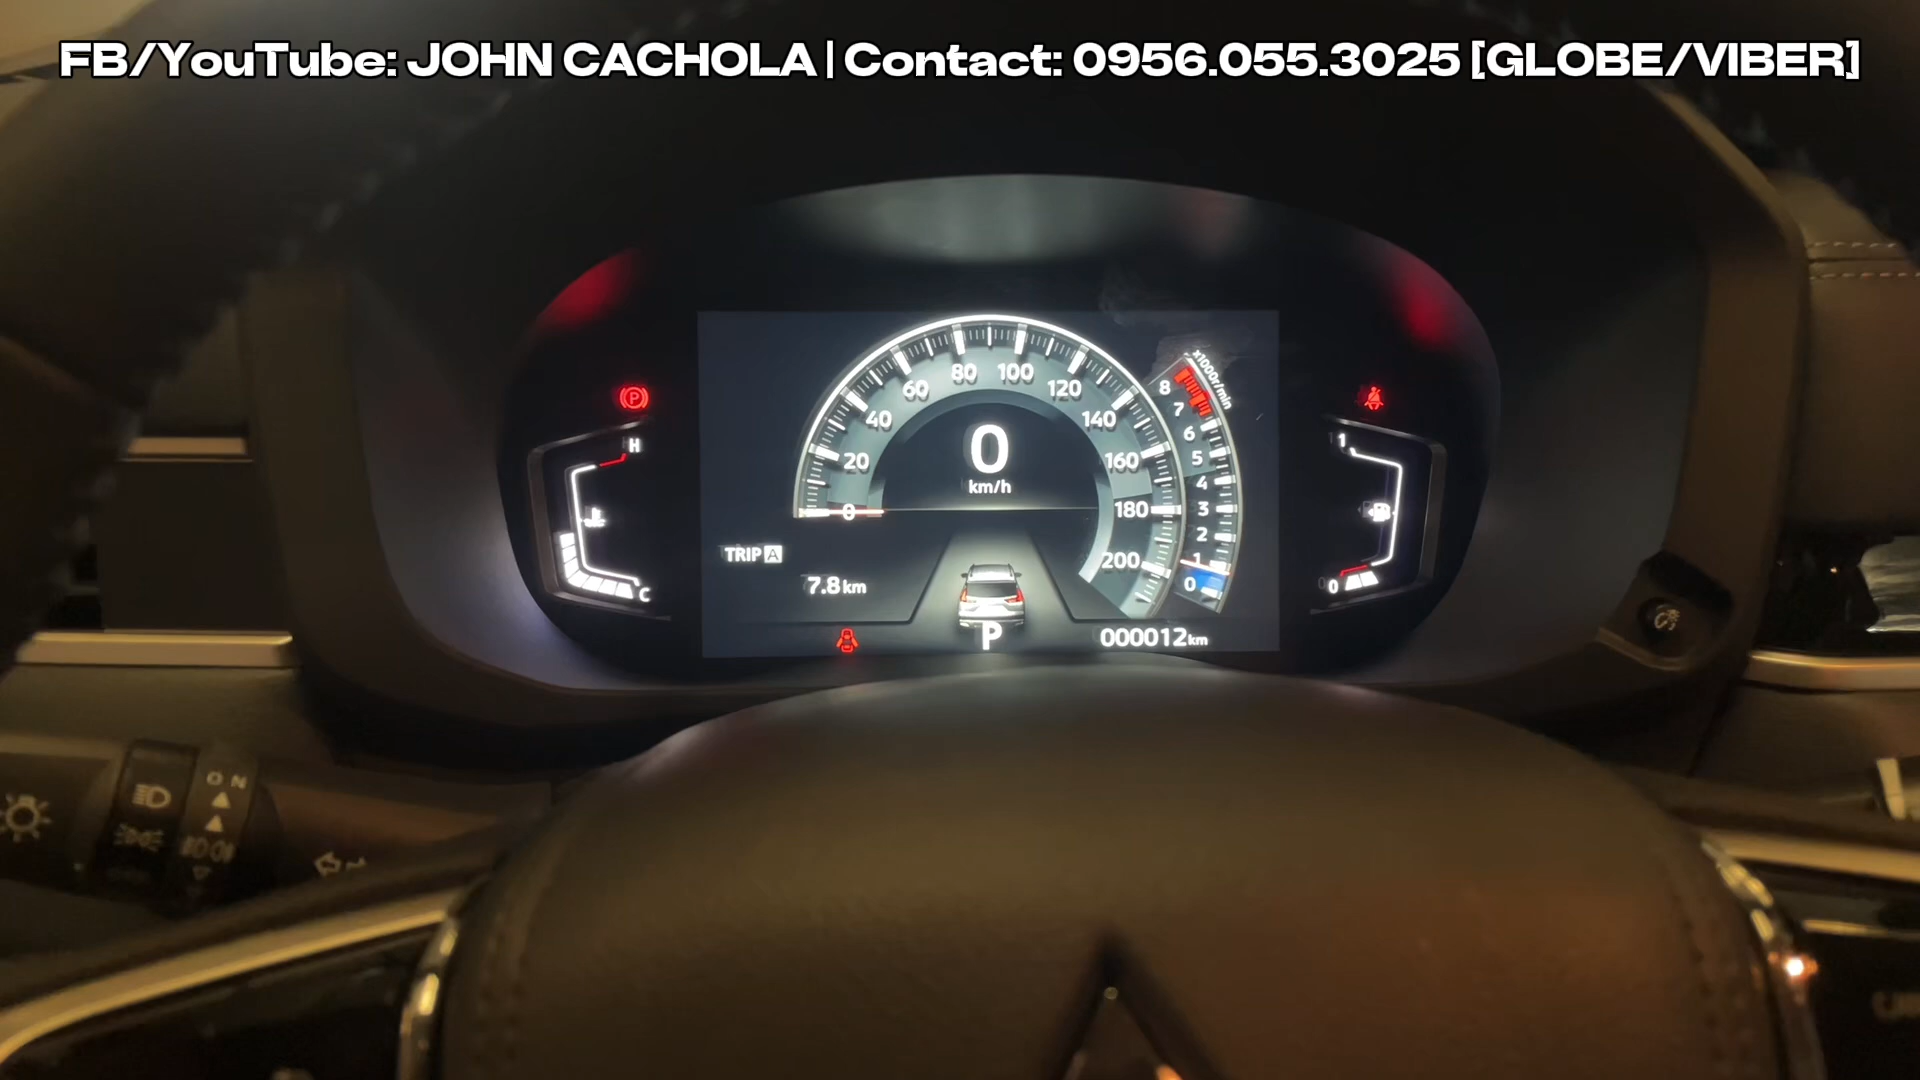 FB/YouTube: JOHN CACHOLA | Contact: 0956.055.3025 [GLOBE/VIBER]
0 20 40 60 80 100 120 140 160 180 200
x1000r/min
8 7 6 5 4 3 2 1 0
P
H
C
1
0
0
km/h
TRIP A
7.8km
P
000012km
ON